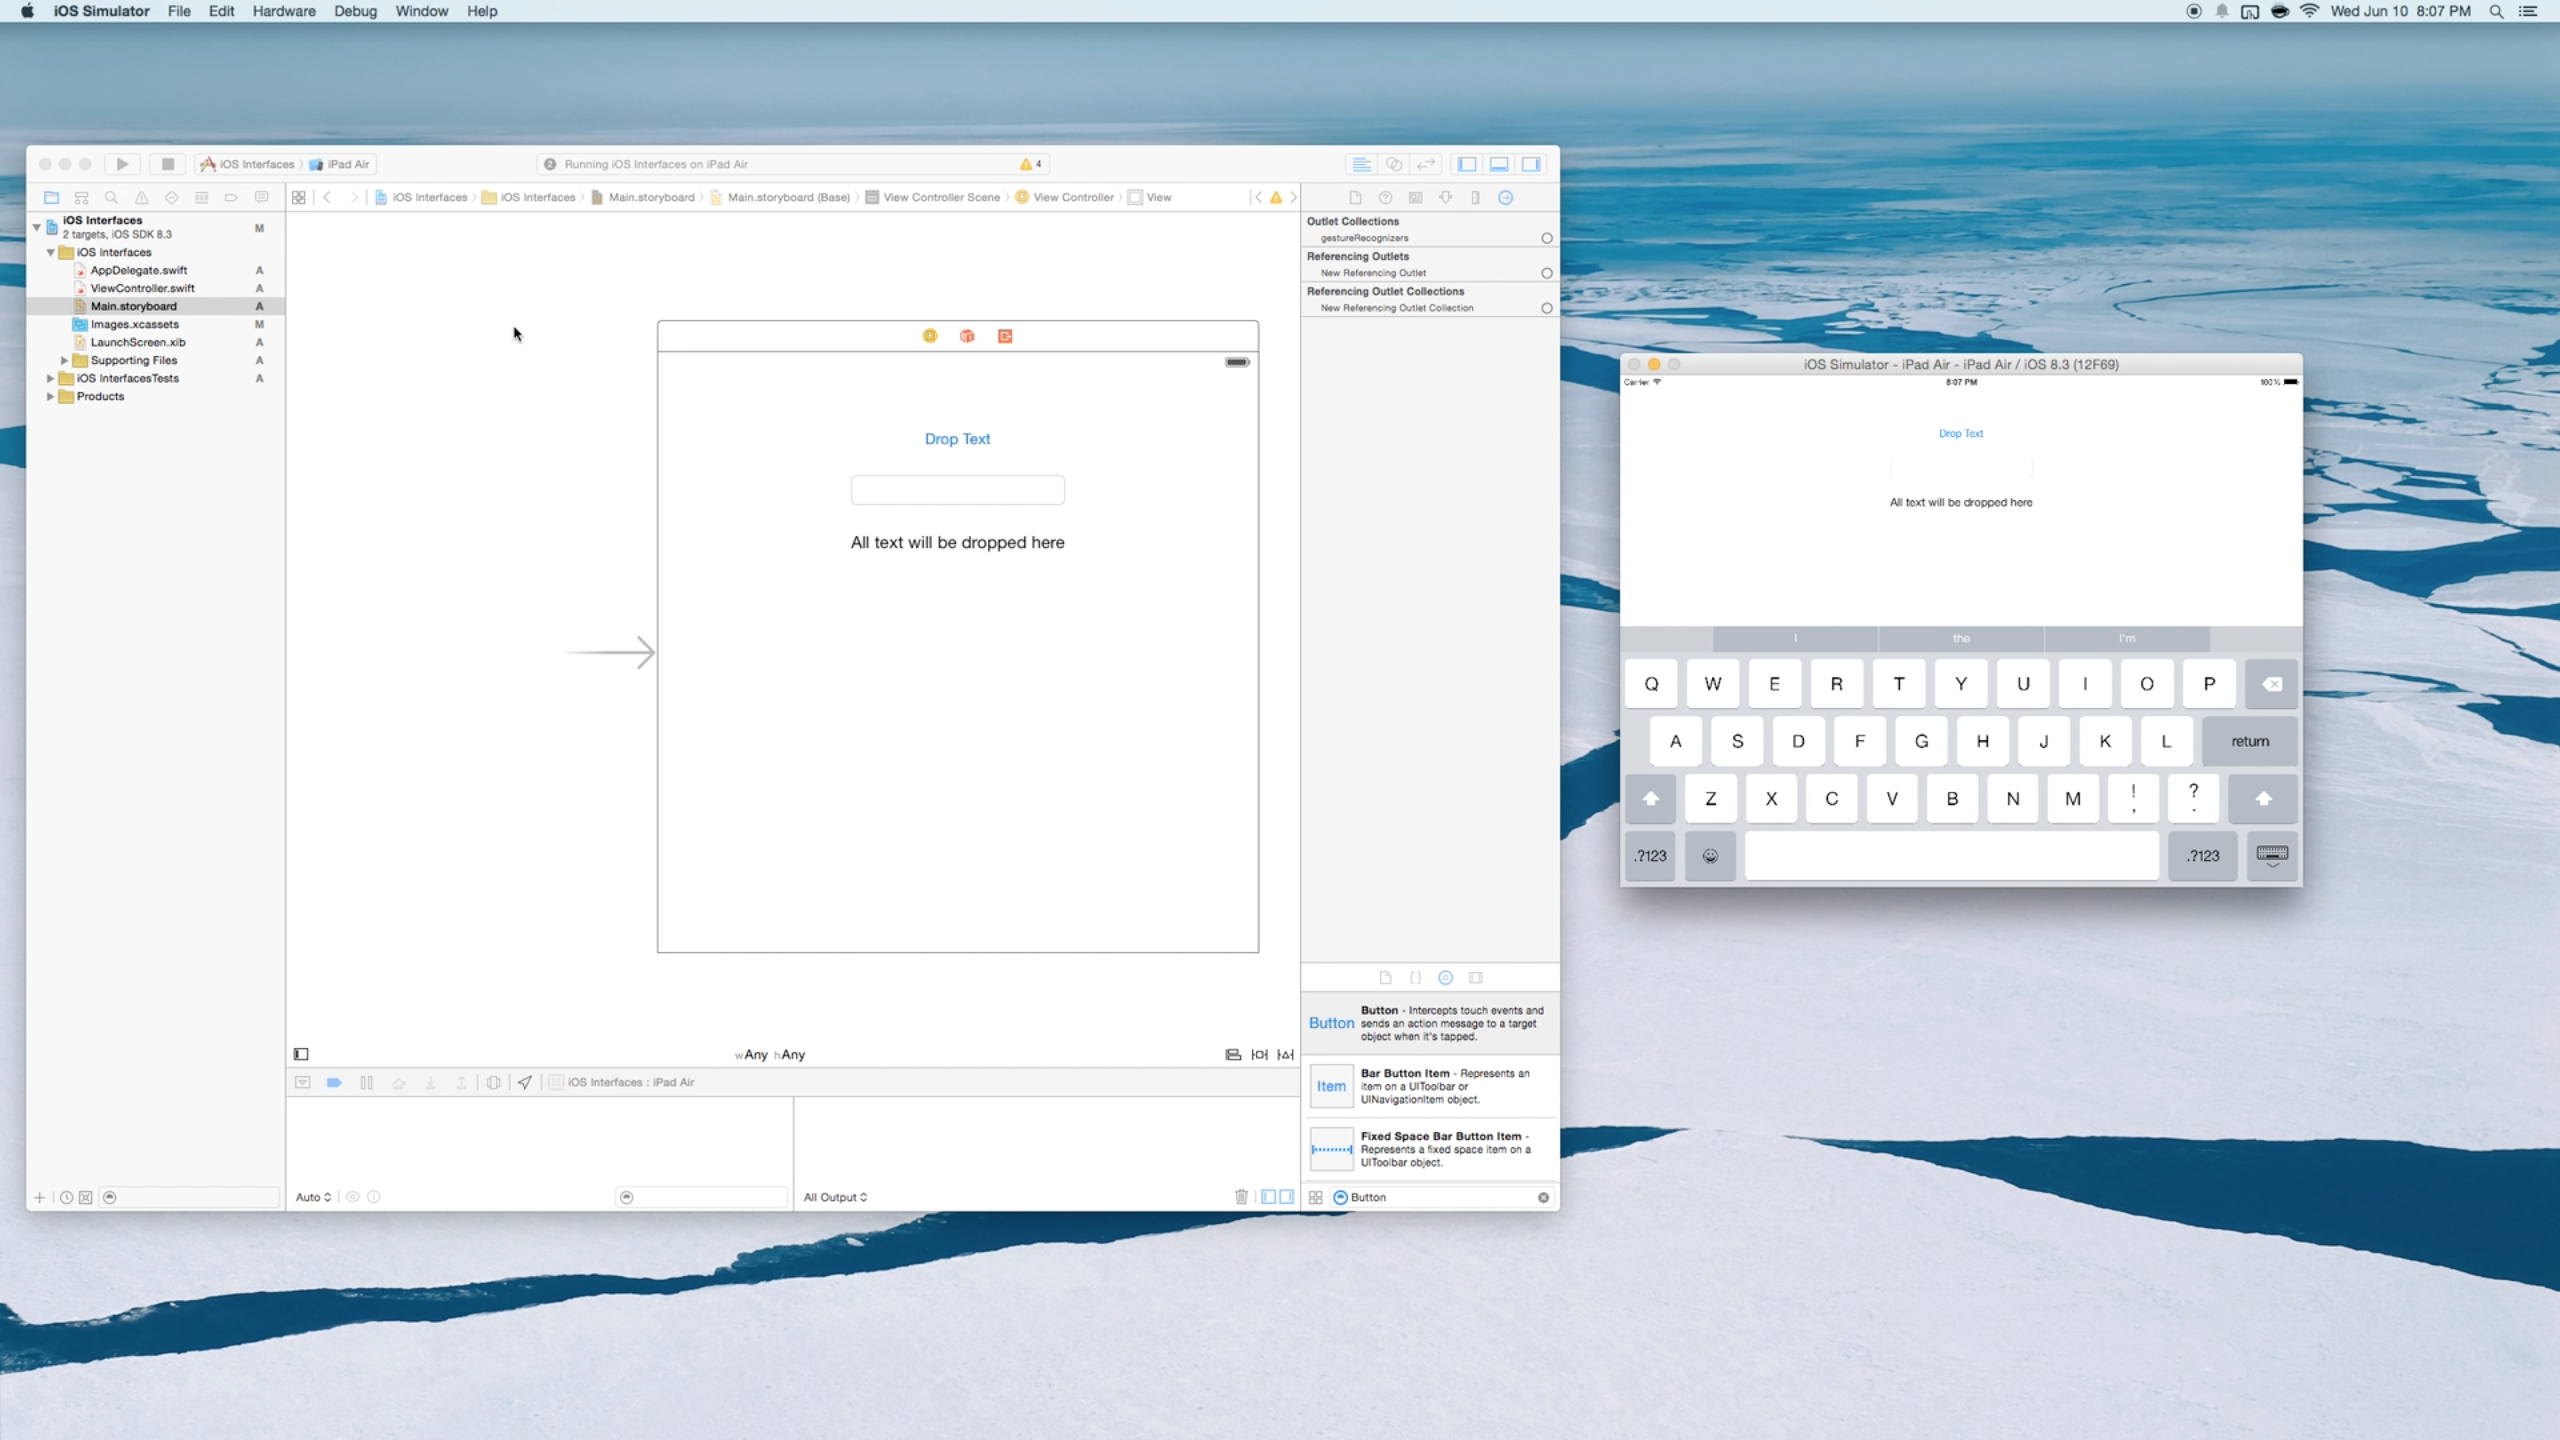 iOS Simulator File Edit Hardware Debug Window Help
Wed Jun 10 8:07 PM
iOS Interfaces iPad Air
2 Running iOS Interfaces on iPad Air
4
iOS Interfaces iOS Interfaces Main.storyboard Main.storyboard (Base) View Controller Scene View Controller View
iOS Interfaces M
2 targets, iOS SDK 8.3
iOS Interfaces
AppDelegate.swift A
ViewController.swift A
Main.storyboard A
Images.xcassets M
LaunchScreen.xib A
Supporting Files A
iOS InterfacesTests A
Products
Drop Text
All text will be dropped here
wAny hAny
iOS Interfaces : iPad Air
Auto
All Output
Outlet Collections
gestureRecognizers
Referencing Outlets
New Referencing Outlet
Referencing Outlet Collections
New Referencing Outlet Collection
Button
Button - Intercepts touch events and
sends an action message to a target
object when it's tapped.
Item
Bar Button Item - Represents an
item on a UIToolbar or
UINavigationItem object.
Fixed Space Bar Button Item -
Represents a fixed space item on a
UIToolbar object.
Button
iOS Simulator - iPad Air - iPad Air / iOS 8.3 (12F69)
Carrier 8:07 PM 100%
Drop Text
All text will be dropped here
I the I'm
Q W E R T Y U I O P
A S D F G H J K L return
Z X C V B N M ! , ? .
.?123 .?123